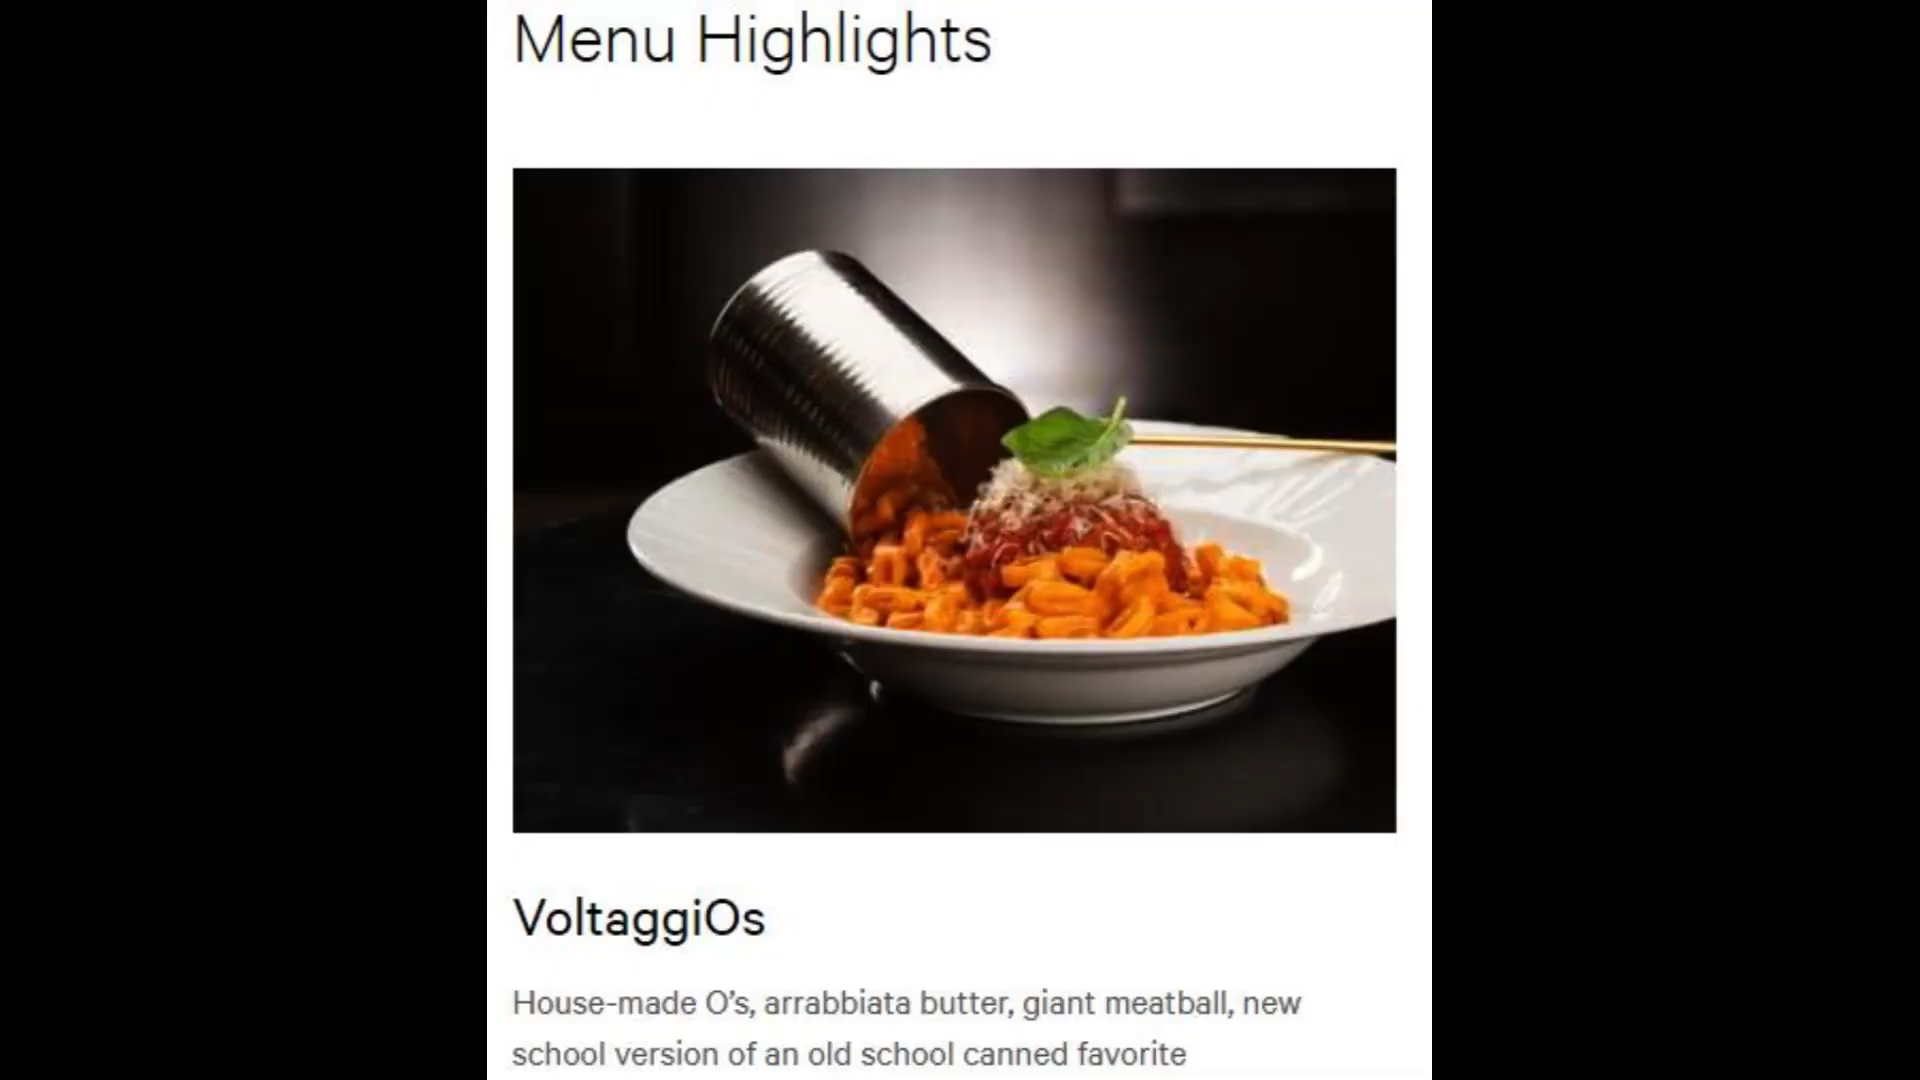 Menu Highlights
VoltaggiOs
House-made O’s, arrabbiata butter, giant meatball, new
school version of an old school canned favorite